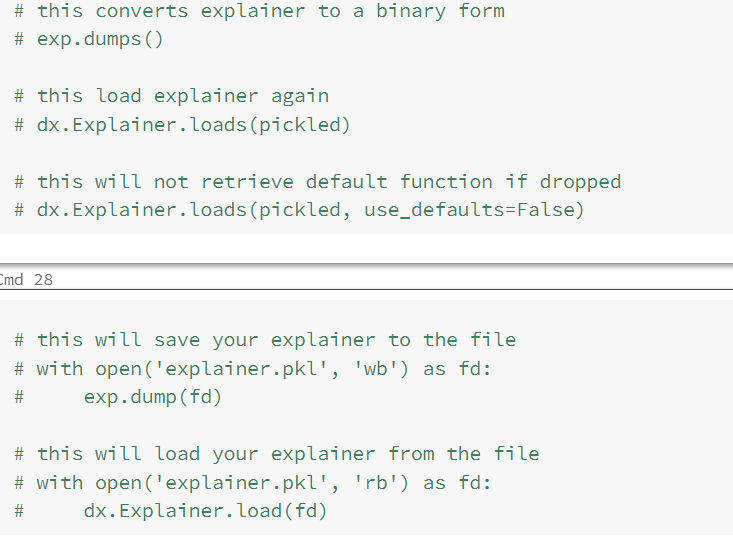 # this converts explainer to a binary form
# exp.dumps()
# this load explainer again
# dx.Explainer.loads(pickled)
# this will not retrieve default function if dropped
# dx.Explainer.loads(pickled, use_defaults=False)
Cmd 28
# this will save your explainer to the file
# with open('explainer.pkl', 'wb') as fd:
#     exp.dump(fd)
# this will load your explainer from the file
# with open('explainer.pkl', 'rb') as fd:
#     dx.Explainer.load(fd)